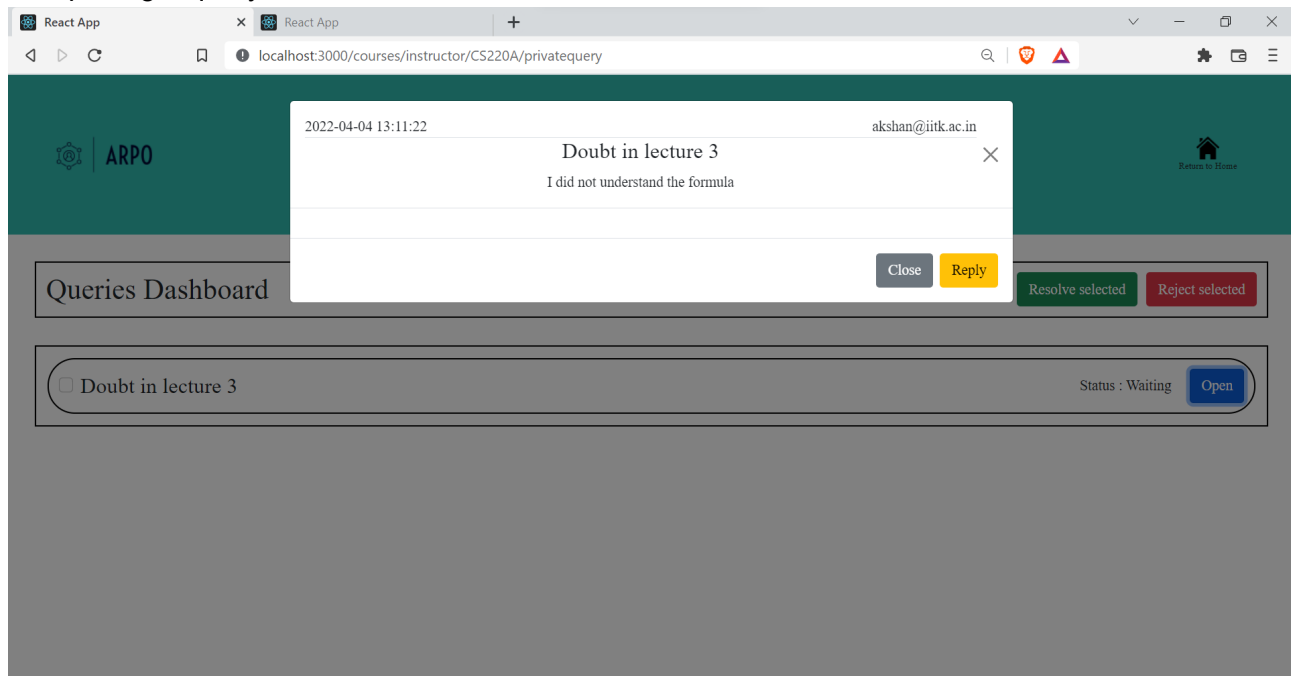 React App
React App
localhost:3000/courses/instructor/CS220A/privatequery
2022-04-04 13:11:22 akshan@iitk.ac.in
Doubt in lecture 3
I did not understand the formula
ARPO
Return to Home
Close Reply
Queries Dashboard
Resolve selected Reject selected
Doubt in lecture 3 Status : Waiting Open